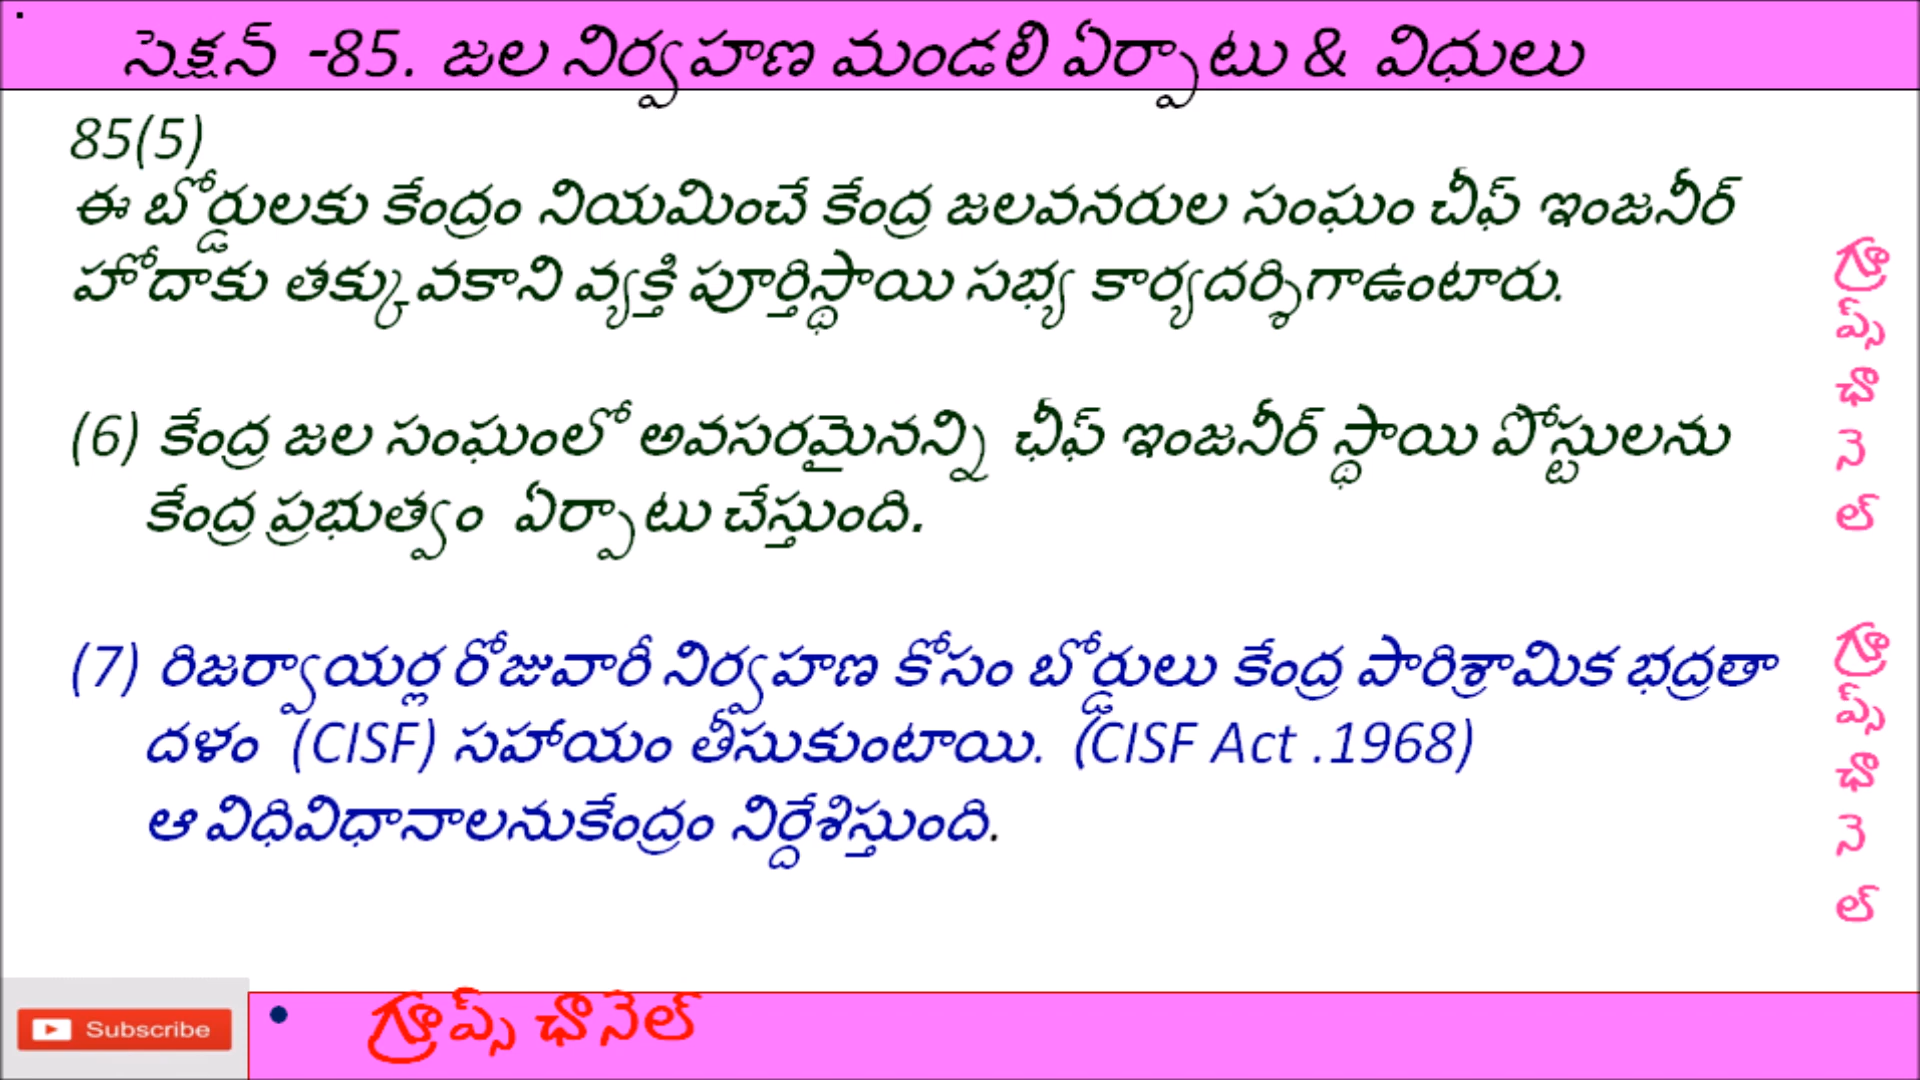 సెక్షన్ -85. జల నిర్వహణ మండలి ఏర్పాటు & విధులు
85(5)
ఈ బోర్డులకు కేంద్రం నియమించే కేంద్ర జలవనరుల సంఘం చీఫ్ ఇంజనీర్
హోదాకు తక్కువకాని వ్యక్తి పూర్తిస్థాయి సభ్య కార్యదర్శిగాఉంటారు.
(6) కేంద్ర జల సంఘంలో అవసరమైనన్ని ఛీఫ్ ఇంజనీర్ స్థాయి పోస్టులను
కేంద్ర ప్రభుత్వం ఏర్పాటు చేస్తుంది.
(7) రిజర్వాయర్ల రోజువారీ నిర్వహణ కోసం బోర్డులు కేంద్ర పారిశ్రామిక భద్రతా
దళం (CISF) సహాయం తీసుకుంటాయి. (CISF Act .1968)
ఆ విధివిధానాలనుకేంద్రం నిర్దేశిస్తుంది.
గ్రూ
ప్స్
ఛా
నె
ల్
గ్రూ
ప్స్
ఛా
నె
ల్
Subscribe
• గ్రూప్స్ ఛానెల్